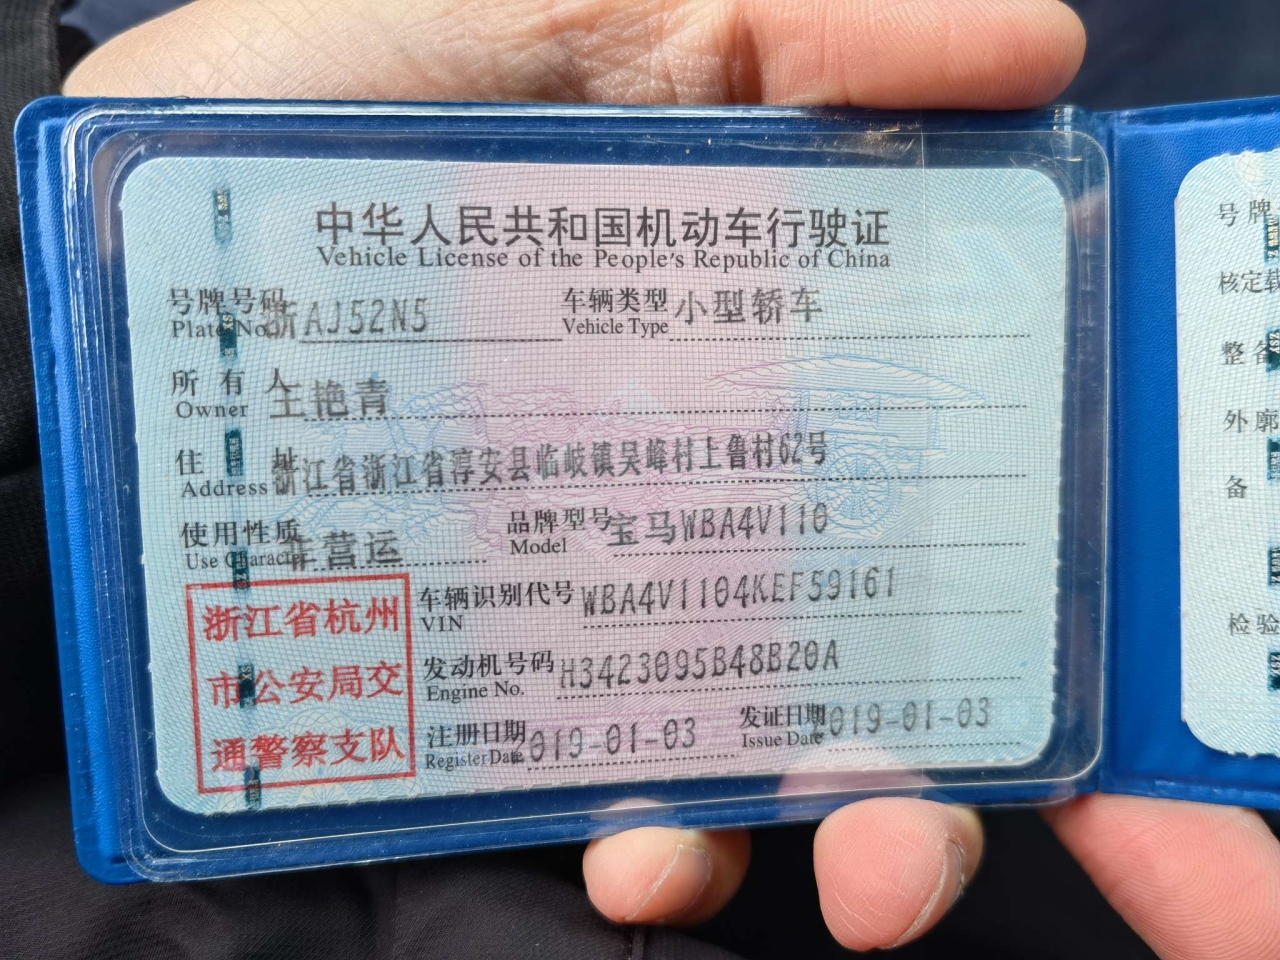 中华人民共和国机动车行驶证
Vehicle License of the People's Republic of China
号牌号码 浙AJ52N5 车辆类型 小型轿车
Plate No. Vehicle Type
所有人 王艳青
Owner
住址 浙江省浙江省淳安县临岐镇吴峰村上鲁村62号
Address
使用性质 非营运 品牌型号 宝马WBA4V110
Use Character Model
浙江省杭州
市公安局交
通警察支队
车辆识别代号 WBA4V1104KEF59161
VIN
发动机号码 H3423095B48B20A
Engine No.
注册日期 2019-01-03 发证日期 2019-01-03
Register Date Issue Date
号牌
核定载
整备
外廓
备
检验